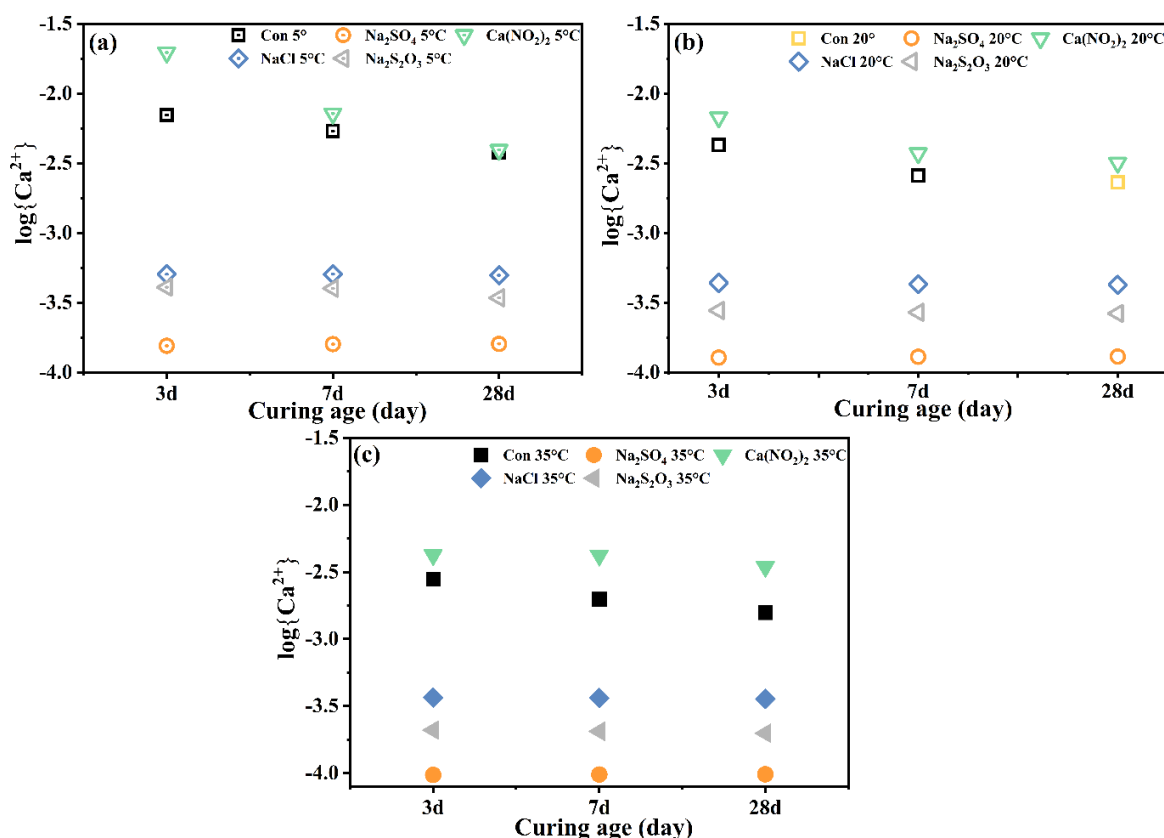 (a)
Con 5° Na₂SO₄ 5°C Ca(NO₂)₂ 5°C
NaCl 5°C Na₂S₂O₃ 5°C
log{Ca²⁺}
-1.5
-2.0
-2.5
-3.0
-3.5
-4.0
3d 7d 28d
Curing age (day)
(b)
Con 20° Na₂SO₄ 20°C Ca(NO₂)₂ 20°C
NaCl 20°C Na₂S₂O₃ 20°C
log{Ca²⁺}
-1.5
-2.0
-2.5
-3.0
-3.5
-4.0
3d 7d 28d
Curing age (day)
(c)
Con 35°C Na₂SO₄ 35°C Ca(NO₂)₂ 35°C
NaCl 35°C Na₂S₂O₃ 35°C
log{Ca²⁺}
-1.5
-2.0
-2.5
-3.0
-3.5
-4.0
3d 7d 28d
Curing age (day)